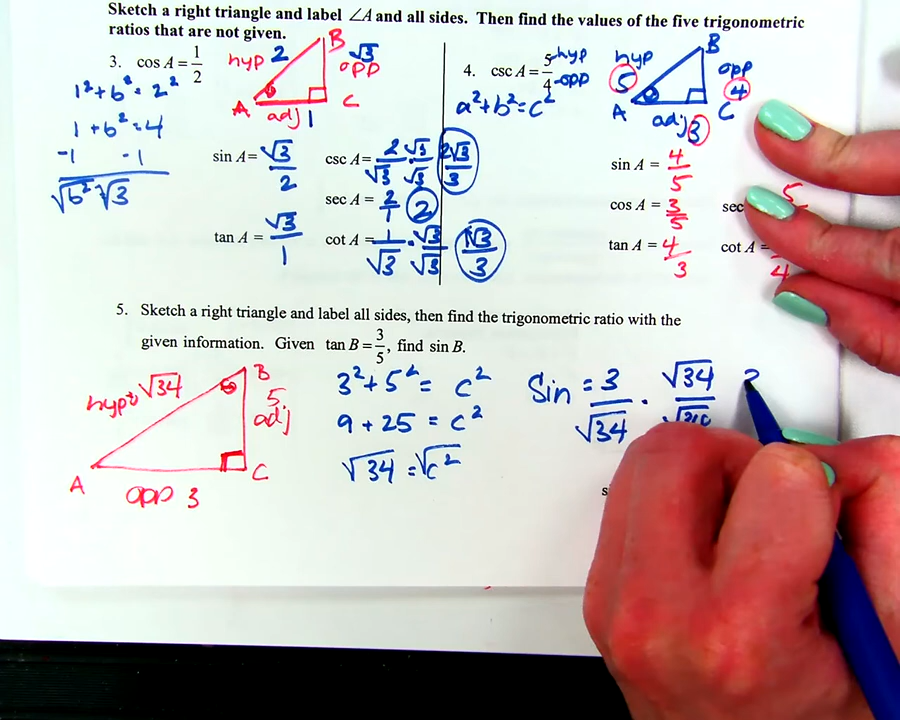 Sketch a right triangle and label ∠A and all sides. Then find the values of the five trigonometric
ratios that are not given.
3. cos A = 1/2
1² + b² = 2²
1 + b² = 4
-1 -1
√b² √3
hyp 2
B
√3
opp
A
adj 1
C
sin A = √3/2
csc A = 2/√3 · √3/√3 2√3/3
sec A = 2/1 2
tan A = √3/1
cot A = 1/√3 · √3/√3 1√3/3
4. csc A = 5/4 hyp opp
a² + b² = c²
hyp
5
B
opp
4
A
adj 3
C
sin A = 4/5
cos A = 3/5
sec 5
tan A = 4/3
cot A = 4
5. Sketch a right triangle and label all sides, then find the trigonometric ratio with the
given information. Given tan B = 3/5, find sin B.
hyp √34
B
5
adj
A
opp 3
C
3² + 5² = c²
9 + 25 = c²
√34 = √c²
Sin = 3/√34 · √34/